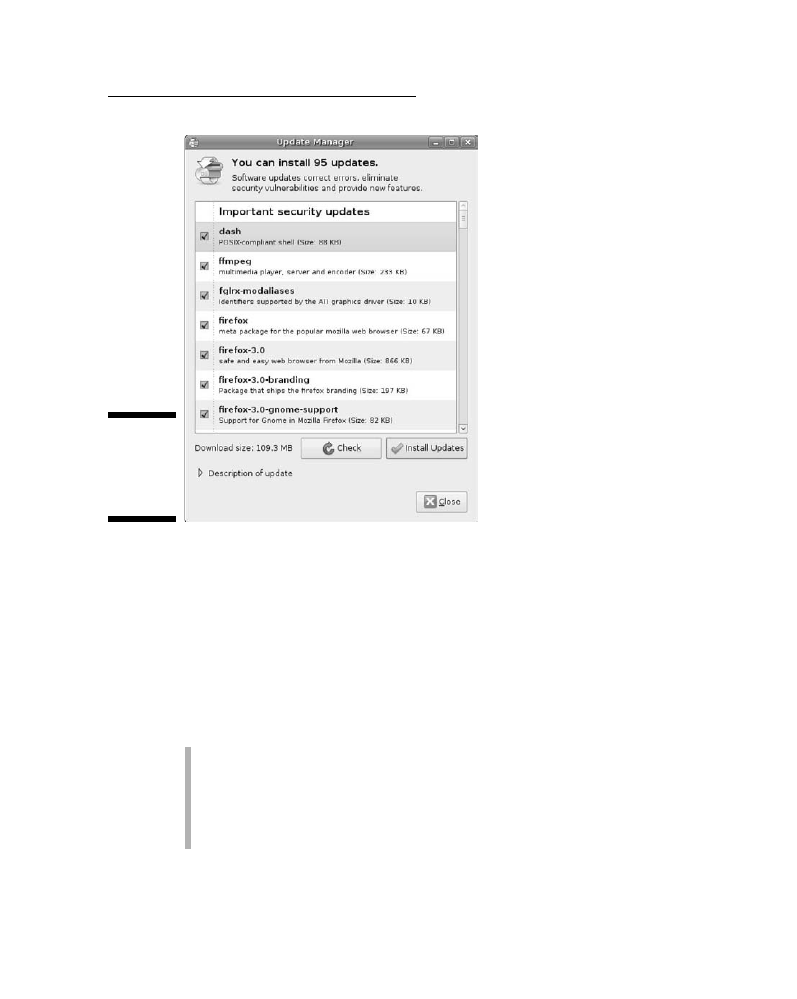 Update Manager
You can install 95 updates.
Software updates correct errors, eliminate
security vulnerabilities and provide new features.
Important security updates
dash
POSIX-compliant shell (Size: 88 KB)
ffmpeg
multimedia player, server and encoder (Size: 233 KB)
fglrx-modaliases
Identifiers supported by the ATI graphics driver (Size: 10 KB)
firefox
meta package for the popular mozilla web browser (Size: 67 KB)
firefox-3.0
safe and easy web browser from Mozilla (Size: 866 KB)
firefox-3.0-branding
Package that ships the firefox branding (Size: 197 KB)
firefox-3.0-gnome-support
Support for Gnome in Mozilla Firefox (Size: 82 KB)
Download size: 109.3 MB Check Install Updates
Description of update
Close